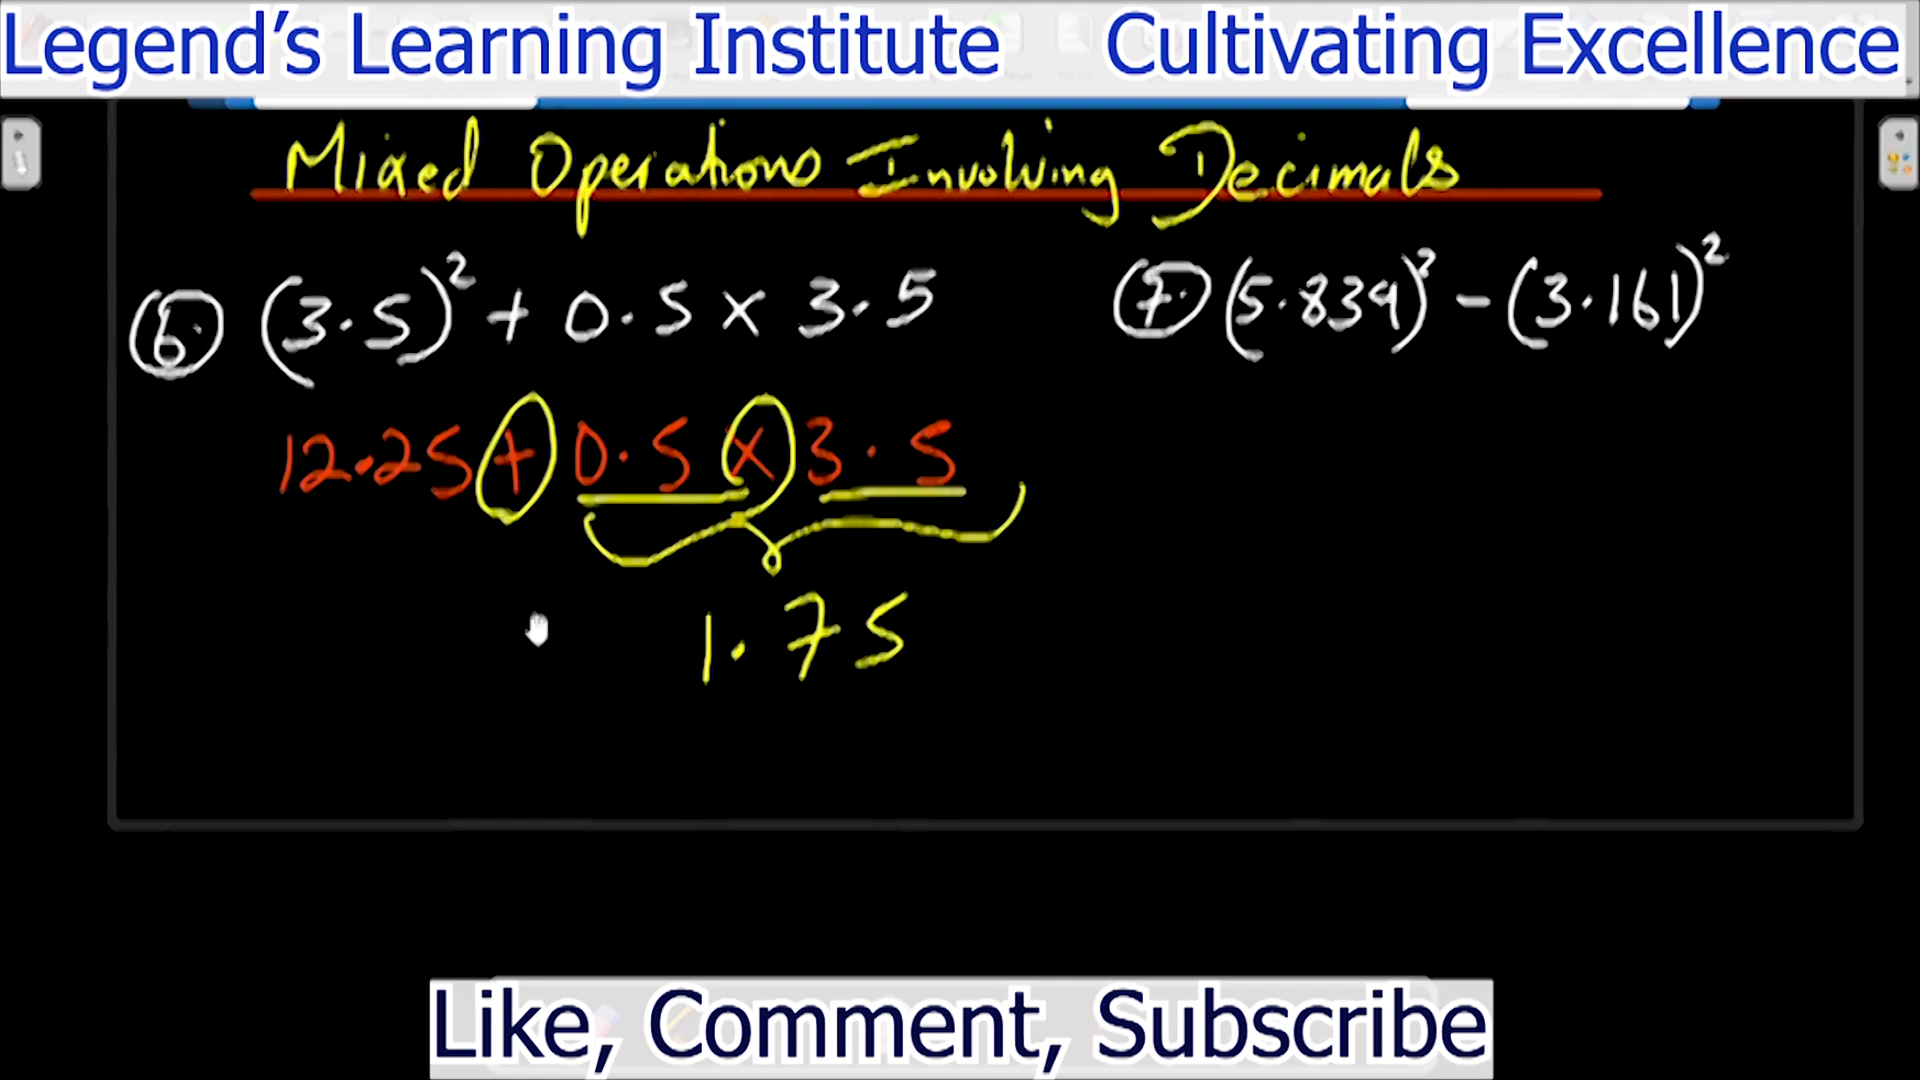 Legend's Learning Institute Cultivating Excellence
Mixed Operations Involving Decimals
6. (3.5)² + 0.5 × 3.5
12.25 + 0.5 × 3.5
1.75
7. (5.839)² - (3.161)²
Like, Comment, Subscribe